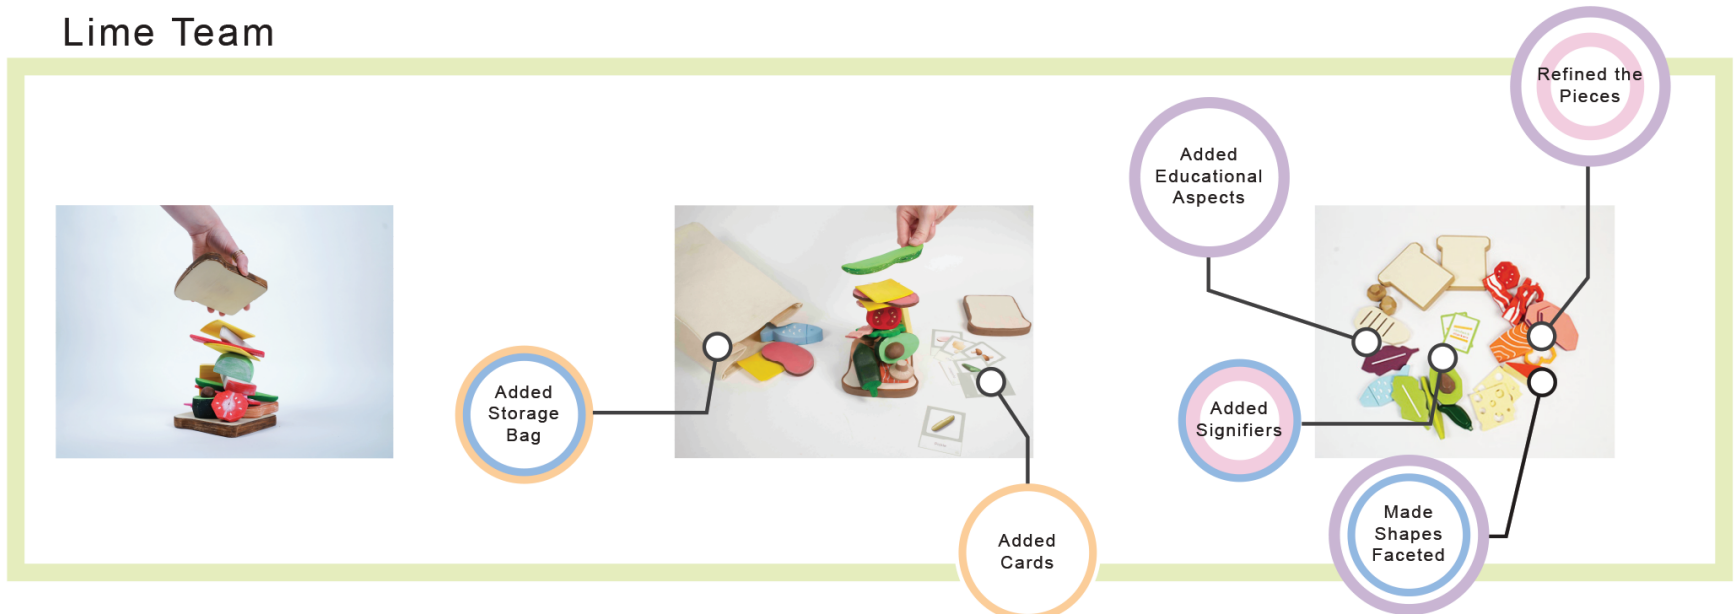 Lime Team
Refined the
Pieces
Added
Educational
Aspects
Added
Storage
Bag
Added
Signifiers
Added
Cards
Made
Shapes
Faceted